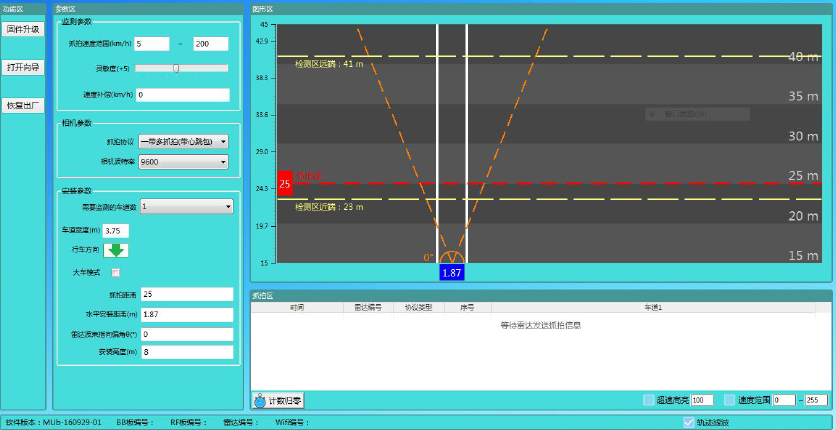 功能区
固件升级
打开向导
恢复出厂
参数区
监测参数
抓拍速度范围(km/h) 5 - 200
灵敏度(+5)
速度补偿(km/h) 0
相机参数
抓拍协议 一带多抓拍(带心跳包)
相机波特率 9600
安装参数
需要监测的车道数 1
车道宽度(m) 3.75
行车方向
大车模式
抓拍距离 25
水平安装距离(m) 1.87
雷达波束指向偏角θ(°) 0
安装高度(m) 8
图形区
45
42.9
38.3
33.6
29.0
24.3
19.7
15
40 m
35 m
30 m
25 m
20 m
15 m
检测区远端：41 m
25
检测区近端：23 m
0°
1.87
抓拍区
时间 雷达编号 协议类型 序号 车道1
等待雷达发送抓拍信息
计数归零
超速高亮 100 速度范围 0 - 255
软件版本：MUb-160929-01 BB板编号： RF板编号： 雷达编号： Wifi编号：
轨迹滤波